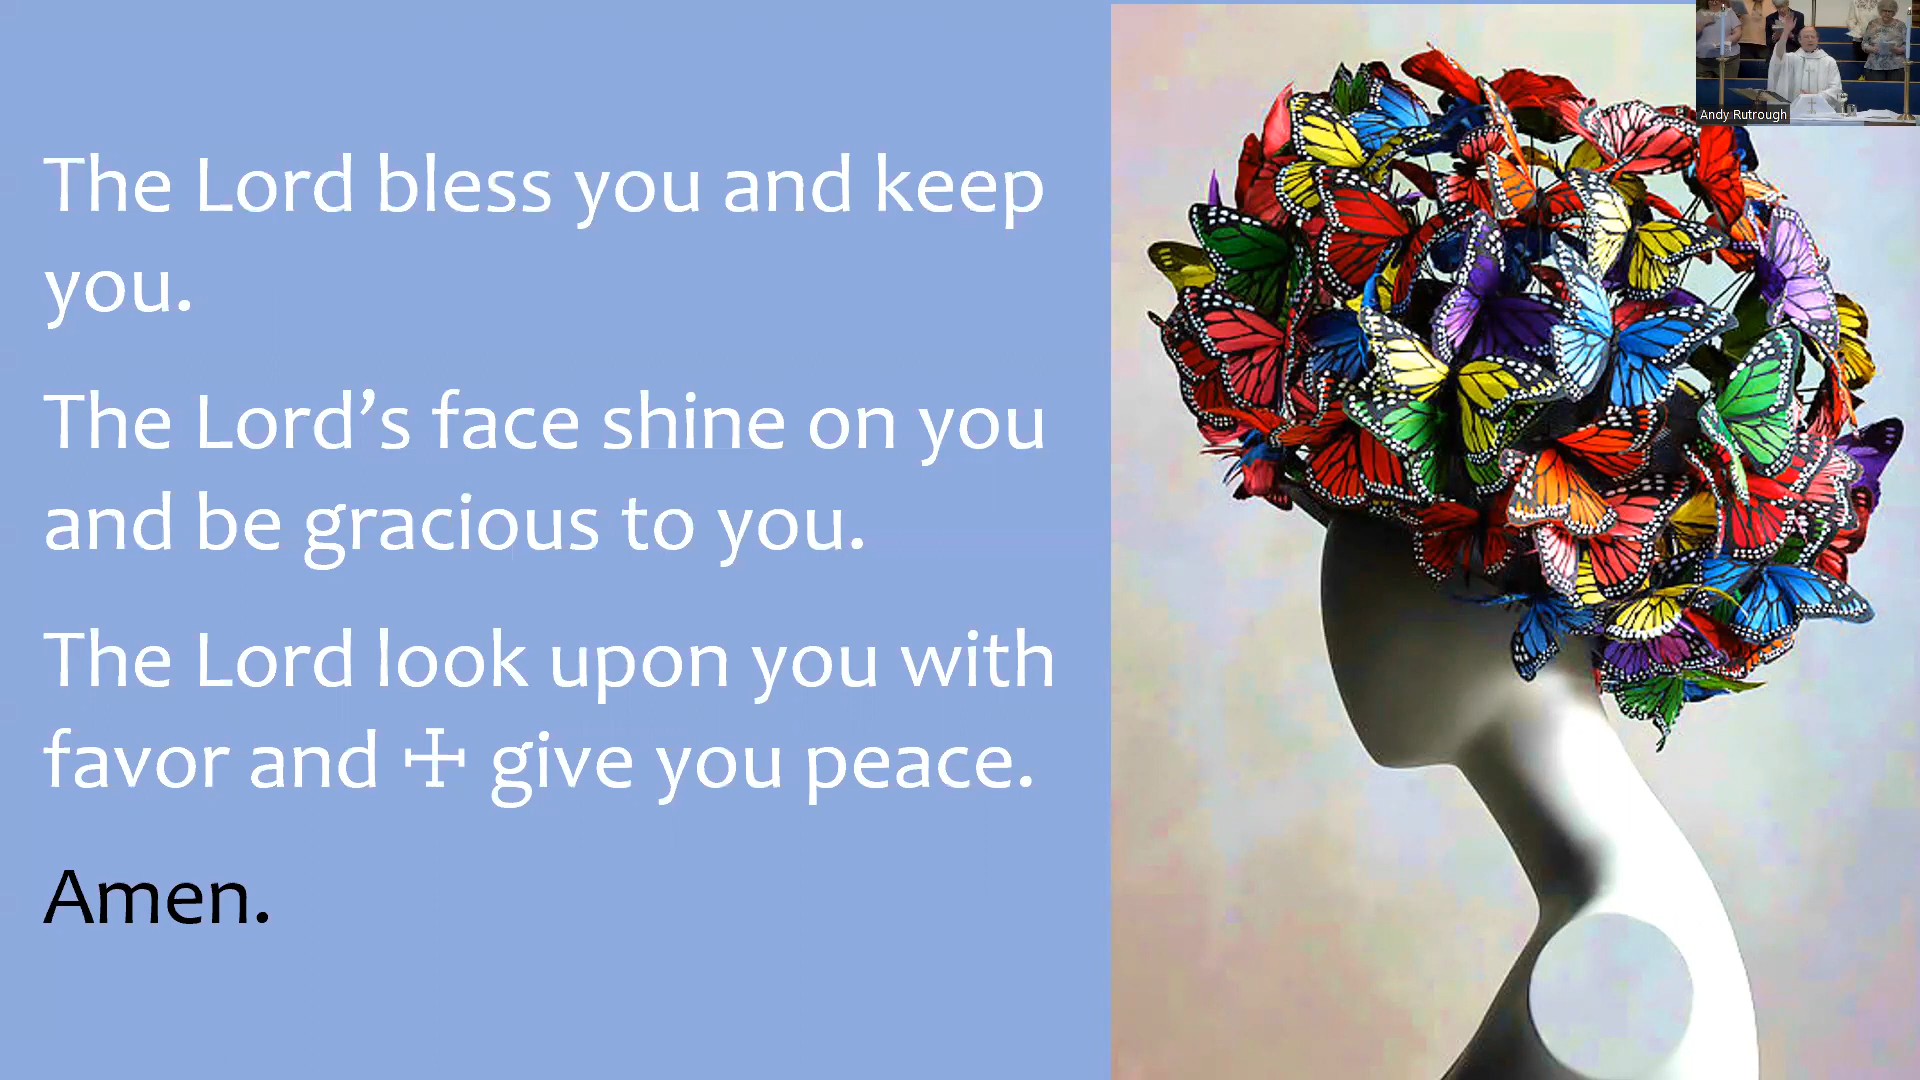 The Lord bless you and keep
you.
The Lord’s face shine on you
and be gracious to you.
The Lord look upon you with
favor and ☩ give you peace.
Amen.
Andy Rutrough